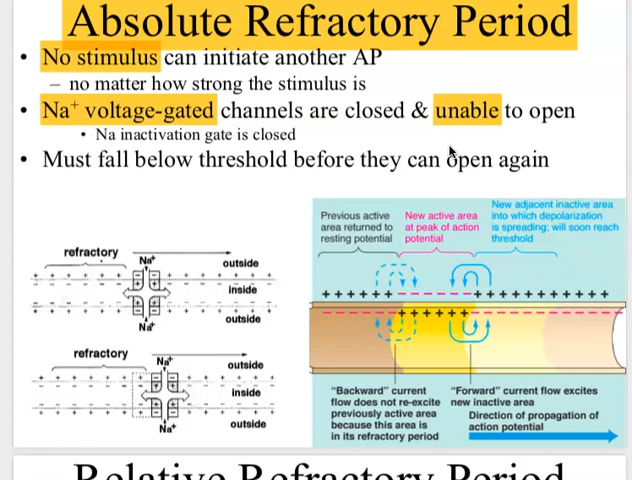 Absolute Refractory Period
• No stimulus can initiate another AP
– no matter how strong the stimulus is
• Na+ voltage-gated channels are closed & unable to open
• Na inactivation gate is closed
• Must fall below threshold before they can open again
refractory
Na+
outside
inside
outside
Na+
refractory
Na+
outside
inside
outside
Na+
Previous active
area returned to
resting potential
New active area
at peak of action
potential
New adjacent inactive area
into which depolarization
is spreading; will soon reach
threshold
"Backward" current
flow does not re-excite
previously active area
because this area is
in its refractory period
"Forward" current flow excites
new inactive area
Direction of propagation of
action potential
Relative Refractory Period